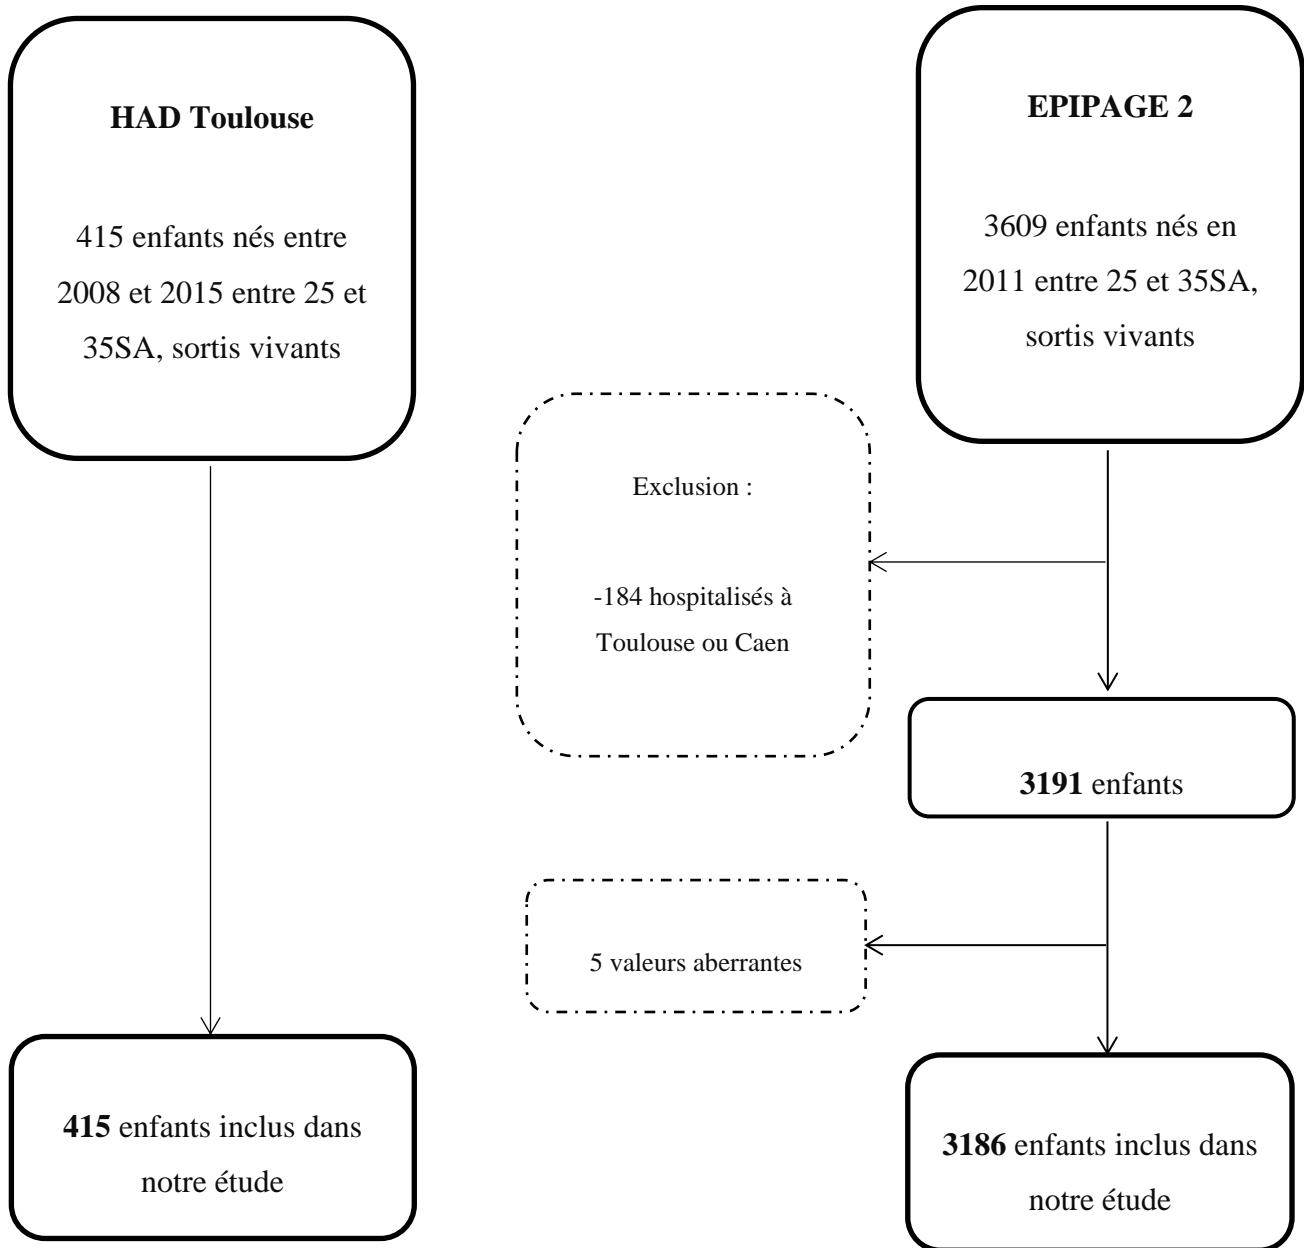 HAD Toulouse
415 enfants nés entre
2008 et 2015 entre 25 et
35SA, sortis vivants
EPIPAGE 2
3609 enfants nés en
2011 entre 25 et 35SA,
sortis vivants
Exclusion :
-184 hospitalisés à
Toulouse ou Caen
3191 enfants
5 valeurs aberrantes
415 enfants inclus dans
notre étude
3186 enfants inclus dans
notre étude